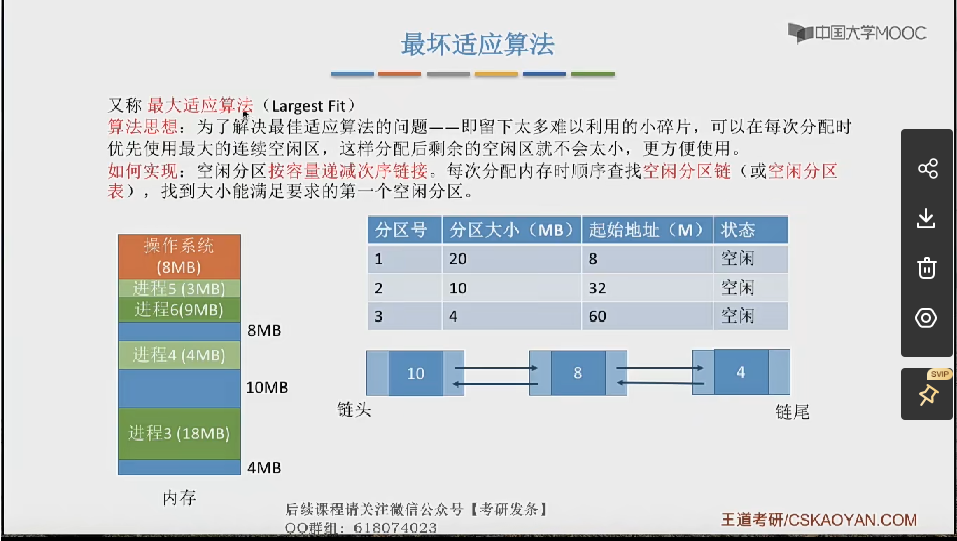 最坏适应算法
中国大学MOOC
又称 最大适应算法（Largest Fit）
算法思想：为了解决最佳适应算法的问题——即留下太多难以利用的小碎片，可以在每次分配时
优先使用最大的连续空闲区，这样分配后剩余的空闲区就不会太小，更方便使用。
如何实现：空闲分区按容量递减次序链接。每次分配内存时顺序查找空闲分区链（或空闲分区
表），找到大小能满足要求的第一个空闲分区。
分区号 分区大小（MB） 起始地址（M） 状态
1 20 8 空闲
2 10 32 空闲
3 4 60 空闲
操作系统
(8MB)
进程5 (3MB)
进程6(9MB)
8MB
进程4 (4MB)
10MB
进程3 (18MB)
4MB
内存
10 8 4
链头
链尾
SVIP
后续课程请关注微信公众号【考研发条】
QQ群组：618074023
王道考研/CSKAOYAN.COM